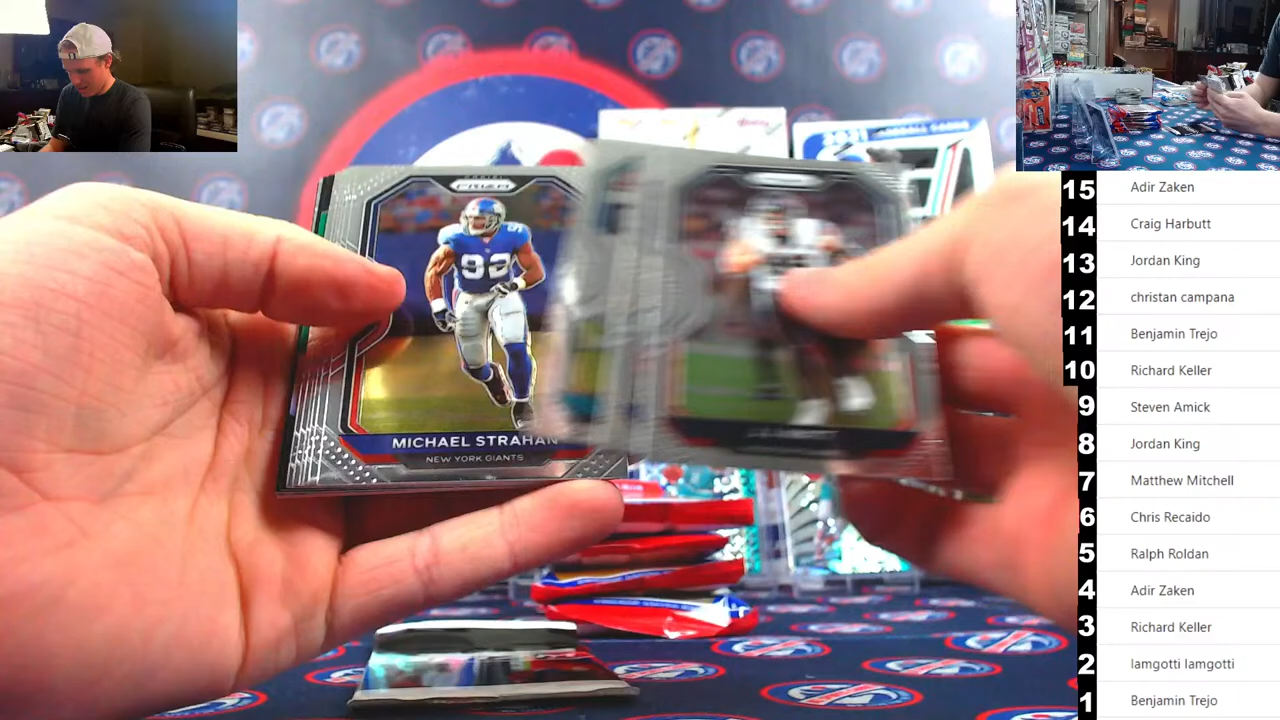 PRIZM
92
MICHAEL STRAHAN
NEW YORK GIANTS
2021
15 Adir Zaken
14 Craig Harbutt
13 Jordan King
12 christan campana
11 Benjamin Trejo
10 Richard Keller
9 Steven Amick
8 Jordan King
7 Matthew Mitchell
6 Chris Recaido
5 Ralph Roldan
4 Adir Zaken
3 Richard Keller
2 Iamgotti Iamgotti
1 Benjamin Trejo